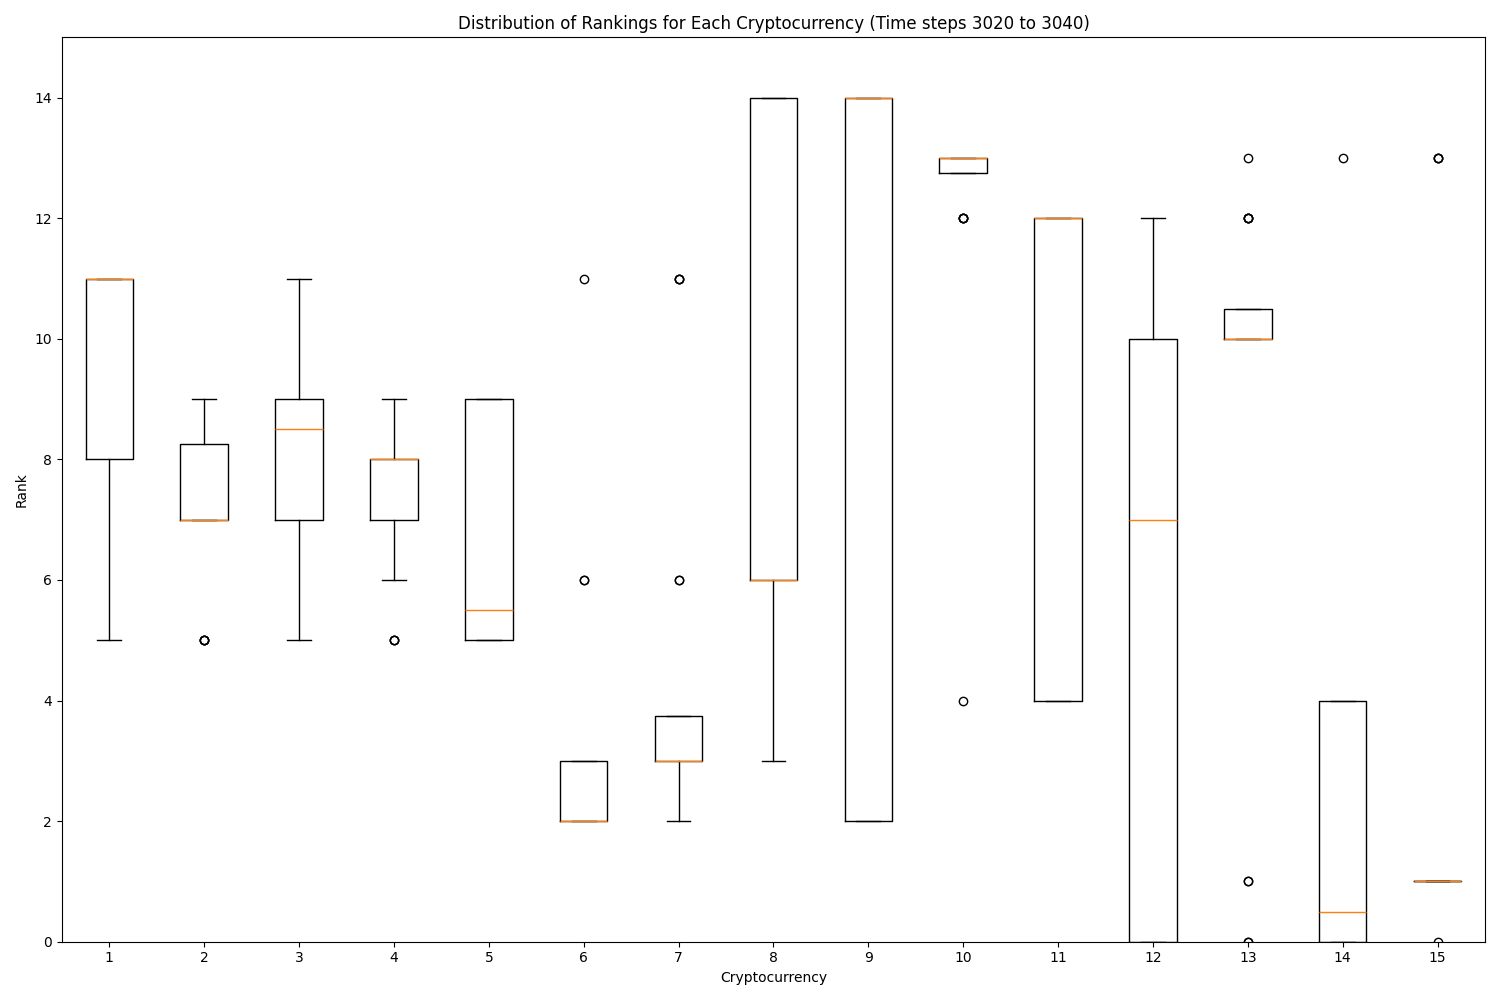 Distribution of Rankings for Each Cryptocurrency (Time steps 3020 to 3040)
Rank
14
12
10
8
6
4
2
0
1 2 3 4 5 6 7 8 9 10 11 12 13 14 15
Cryptocurrency